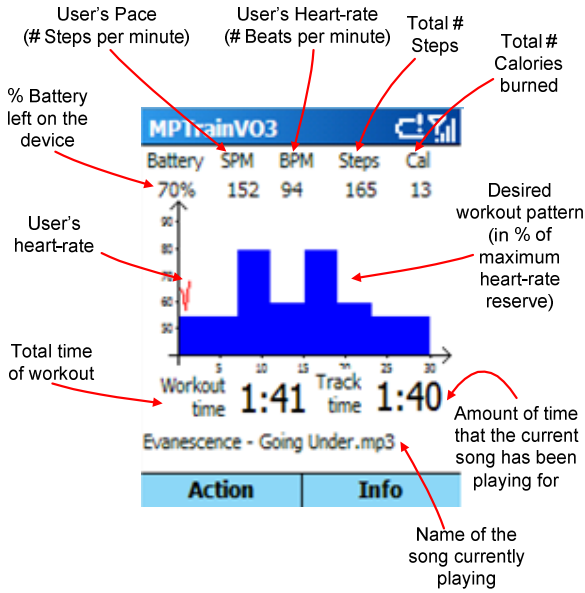 User's Pace
(# Steps per minute)
User's Heart-rate
(# Beats per minute)
Total #
Steps
Total #
Calories
burned
% Battery
left on the
device
MPTrainVO3
Battery SPM BPM Steps Cal
70% 152 94 165 13
User's
heart-rate
Desired
workout pattern
(in % of
maximum
heart-rate
reserve)
90
80
70
60
50
5 10 15 20 25 30
Total time
of workout
Workout
time
1:41
Track
time
1:40
Evanescence - Going Under.mp3
Amount of time
that the current
song has been
playing for
Action Info
Name of the
song currently
playing